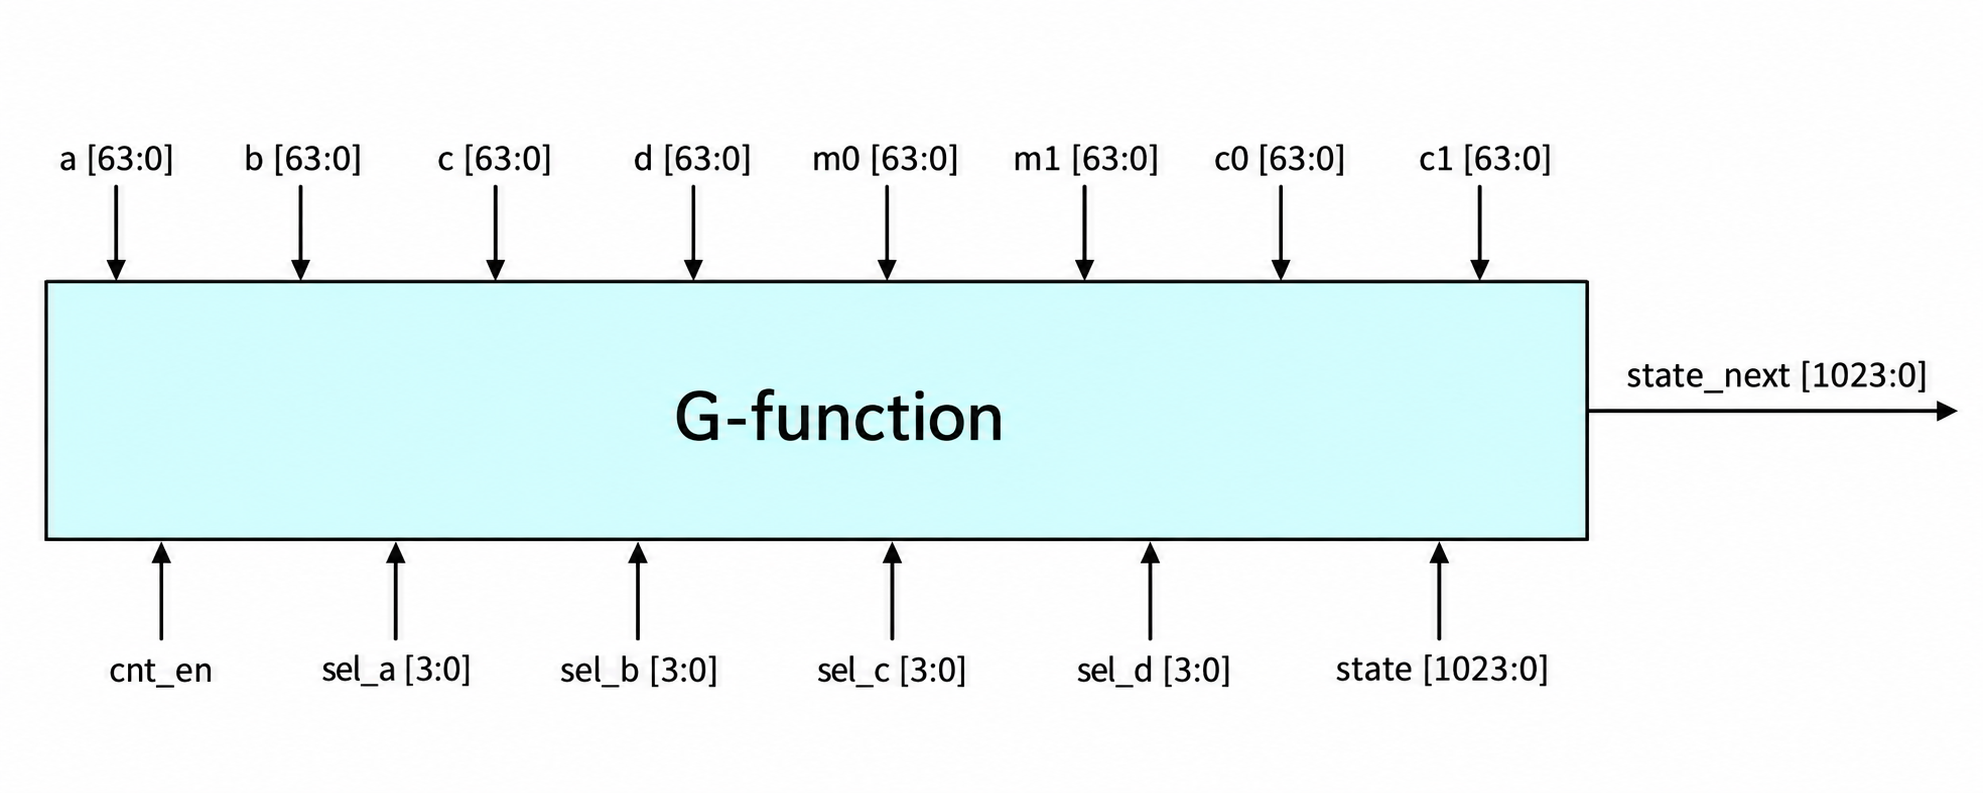 a [63:0] b [63:0] c [63:0] d [63:0] m0 [63:0] m1 [63:0] c0 [63:0] c1 [63:0]
state_next [1023:0]
G-function
cnt_en sel_a [3:0] sel_b [3:0] sel_c [3:0] sel_d [3:0] state [1023:0]